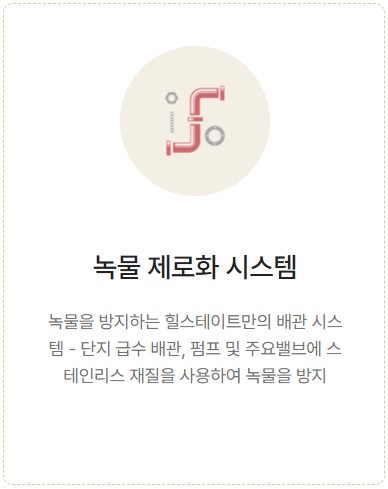 녹물 제로화 시스템
녹물을 방지하는 힐스테이트만의 배관 시스
템 - 단지 급수 배관, 펌프 및 주요밸브에 스
테인리스 재질을 사용하여 녹물을 방지